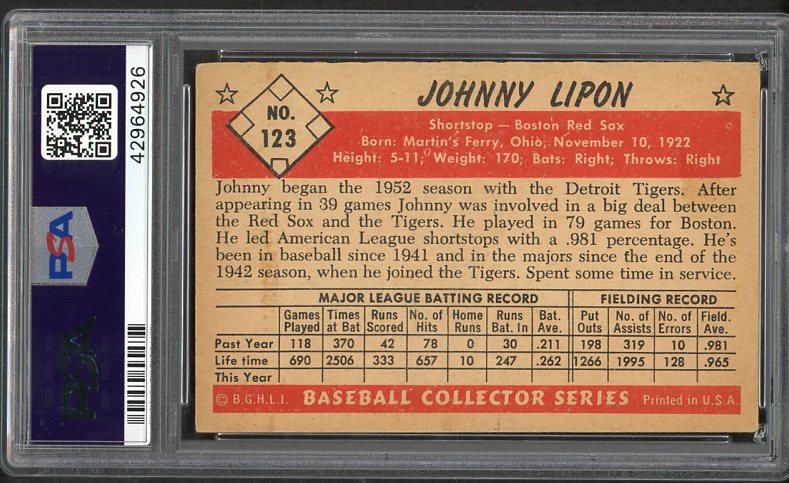 42964926
PSA
PSA
JOHNNY LIPON
NO.
123
Shortstop — Boston Red Sox
Born: Martin's Ferry, Ohio, November 10, 1922
Height: 5-11; Weight: 170; Bats: Right; Throws: Right
Johnny began the 1952 season with the Detroit Tigers. After
appearing in 39 games Johnny was involved in a big deal between
the Red Sox and the Tigers. He played in 79 games for Boston.
He led American League shortstops with a .981 percentage. He's
been in baseball since 1941 and in the majors since the end of the
1942 season, when he joined the Tigers. Spent some time in service.
MAJOR LEAGUE BATTING RECORD FIELDING RECORD
Games Times Runs No. of Home Runs Bat. Put No. of No. of Field.
Played at Bat Scored Hits Runs Bat. In Ave. Outs Assists Errors Ave.
Past Year 118 370 42 78 0 30 .211 198 319 10 .981
Life time 690 2506 333 657 10 247 .262 1266 1995 128 .965
This Year
© B.G.H.L.I. BASEBALL COLLECTOR SERIES Printed in U.S.A.